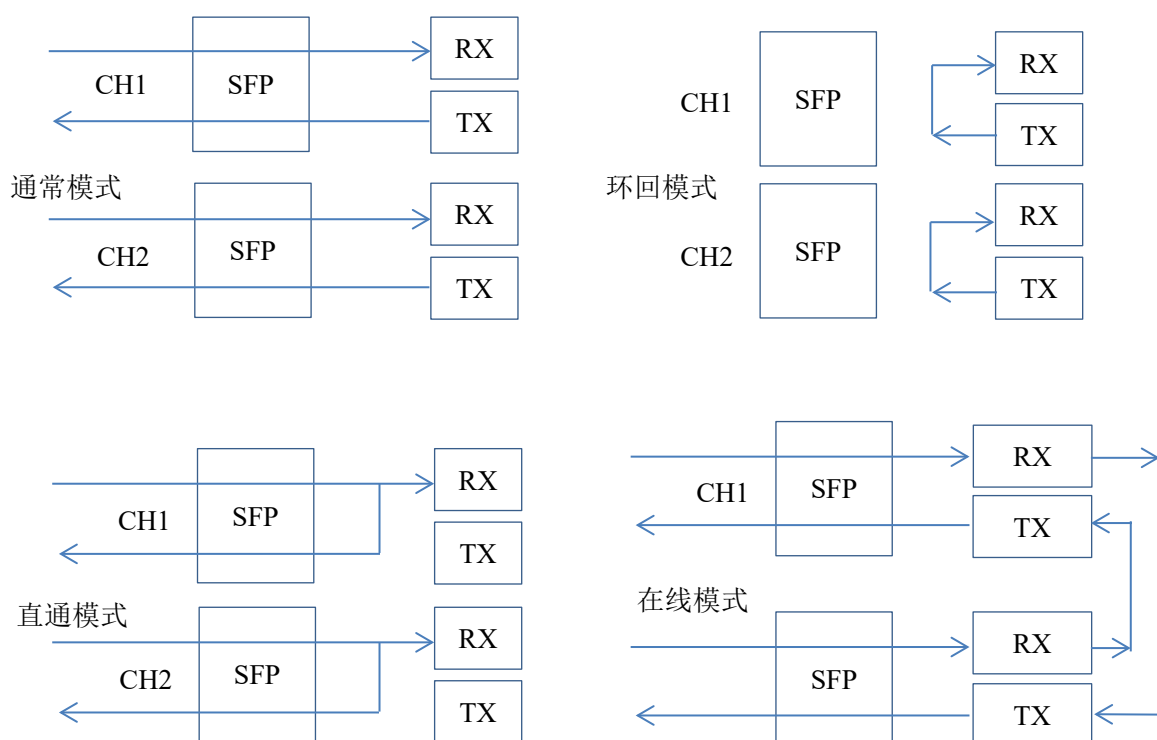 RX
CH1
SFP
TX
通常模式
RX
CH2
SFP
TX
RX
CH1
SFP
TX
环回模式
RX
CH2
SFP
TX
RX
CH1
SFP
TX
直通模式
RX
CH2
SFP
TX
RX
CH1
SFP
TX
在线模式
RX
SFP
TX